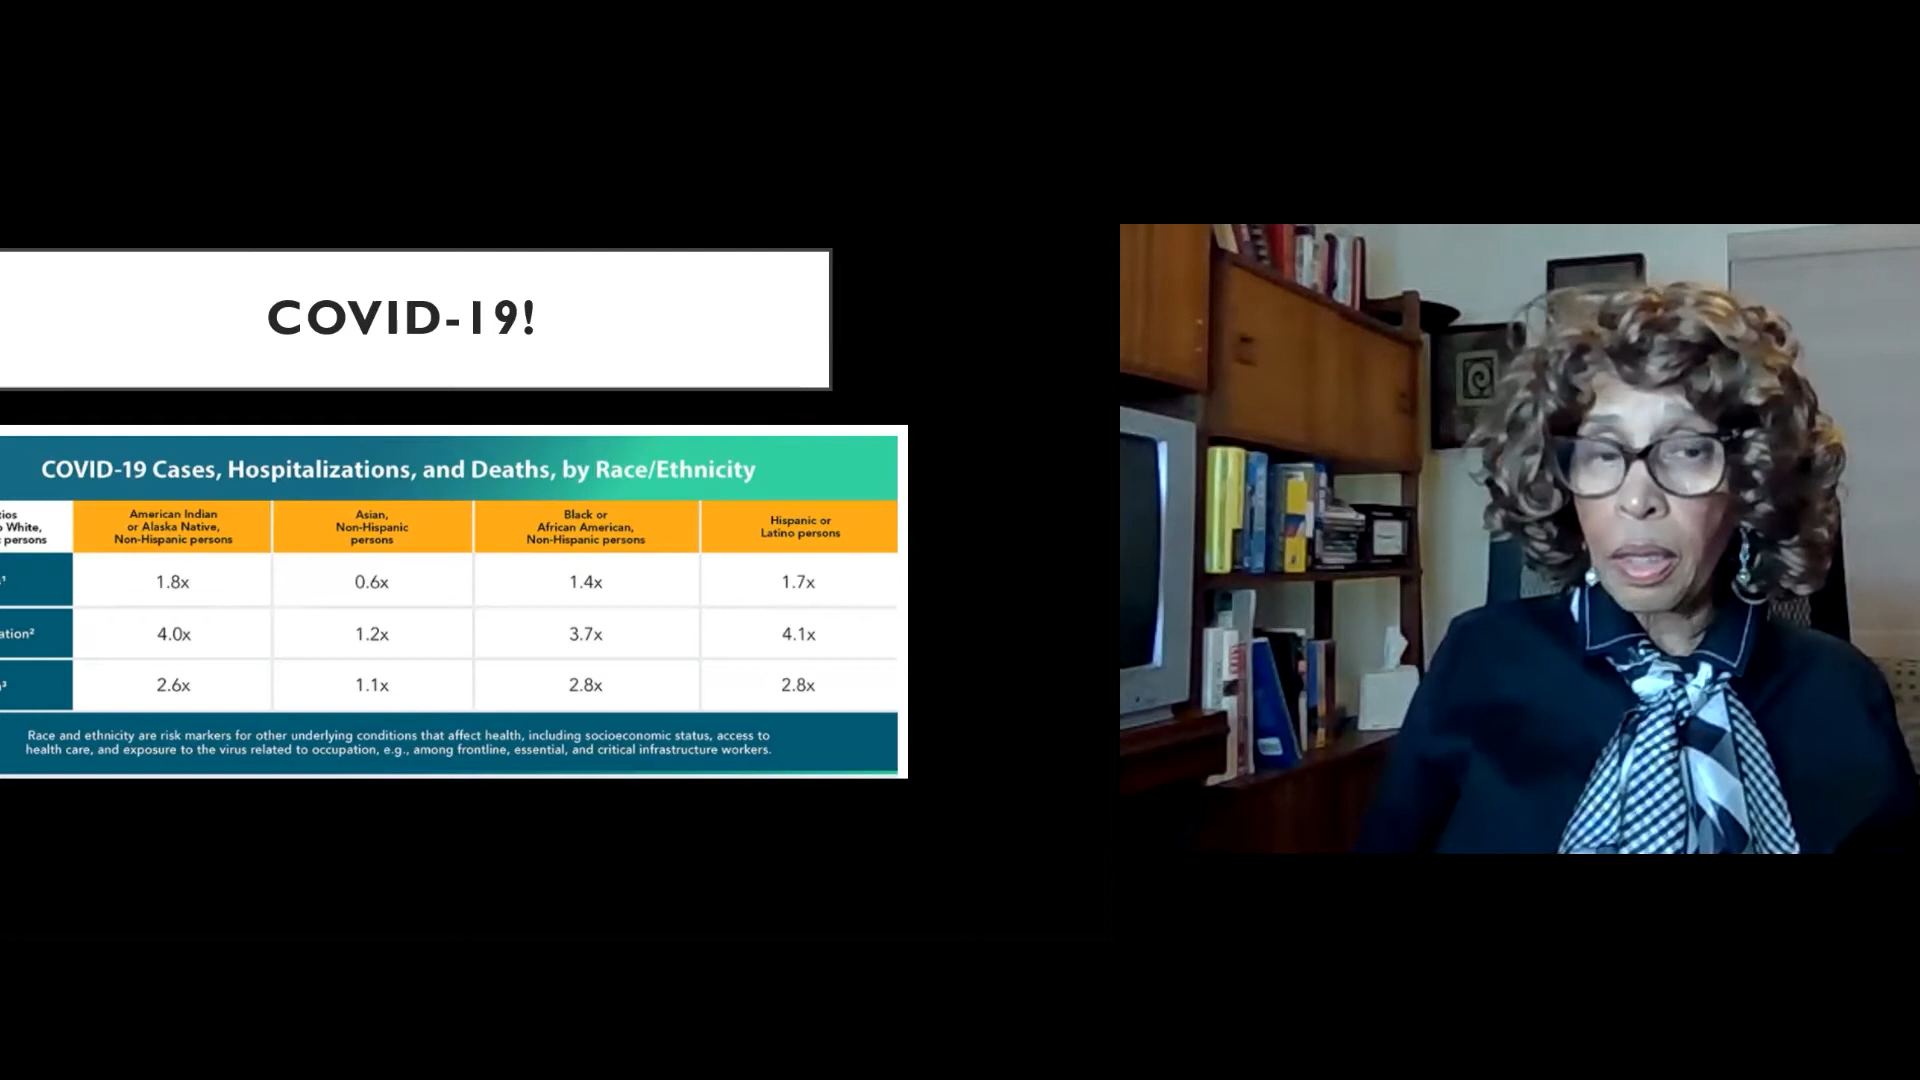 COVID-19!
COVID-19 Cases, Hospitalizations, and Deaths, by Race/Ethnicity
tios
White,
persons
American Indian
or Alaska Native,
Non-Hispanic persons
Asian,
Non-Hispanic
persons
Black or
African American,
Non-Hispanic persons
Hispanic or
Latino persons
1.8x
0.6x
1.4x
1.7x
ation²
4.0x
1.2x
3.7x
4.1x
2.6x
1.1x
2.8x
2.8x
Race and ethnicity are risk markers for other underlying conditions that affect health, including socioeconomic status, access to
health care, and exposure to the virus related to occupation, e.g., among frontline, essential, and critical infrastructure workers.